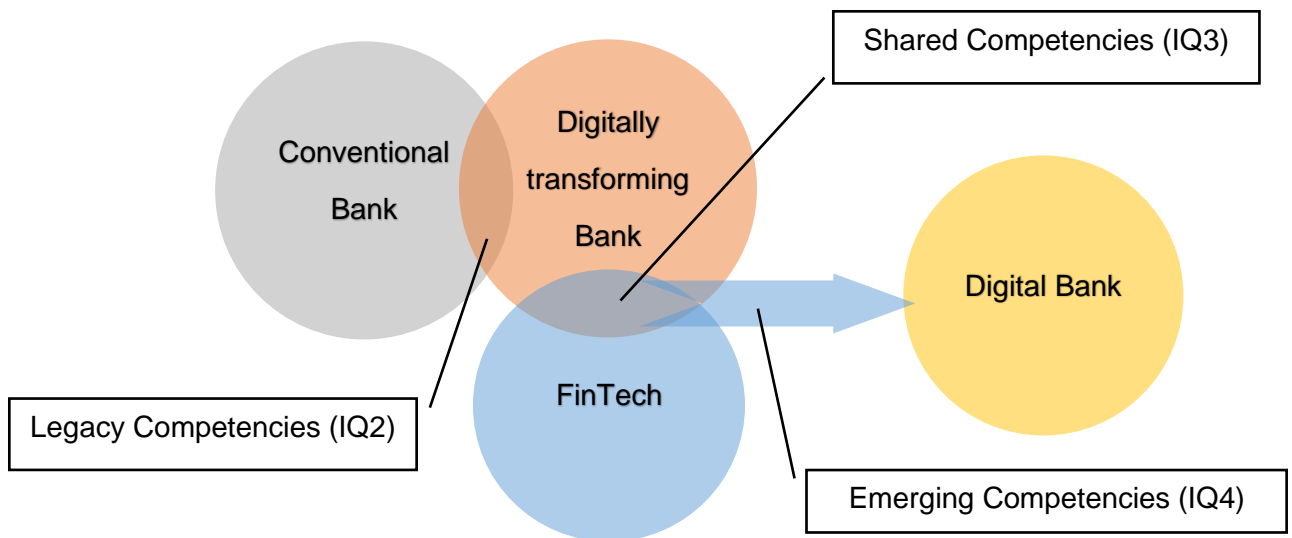 Shared Competencies (IQ3)
Conventional
Bank
Digitally
transforming
Bank
Digital Bank
FinTech
Legacy Competencies (IQ2)
Emerging Competencies (IQ4)